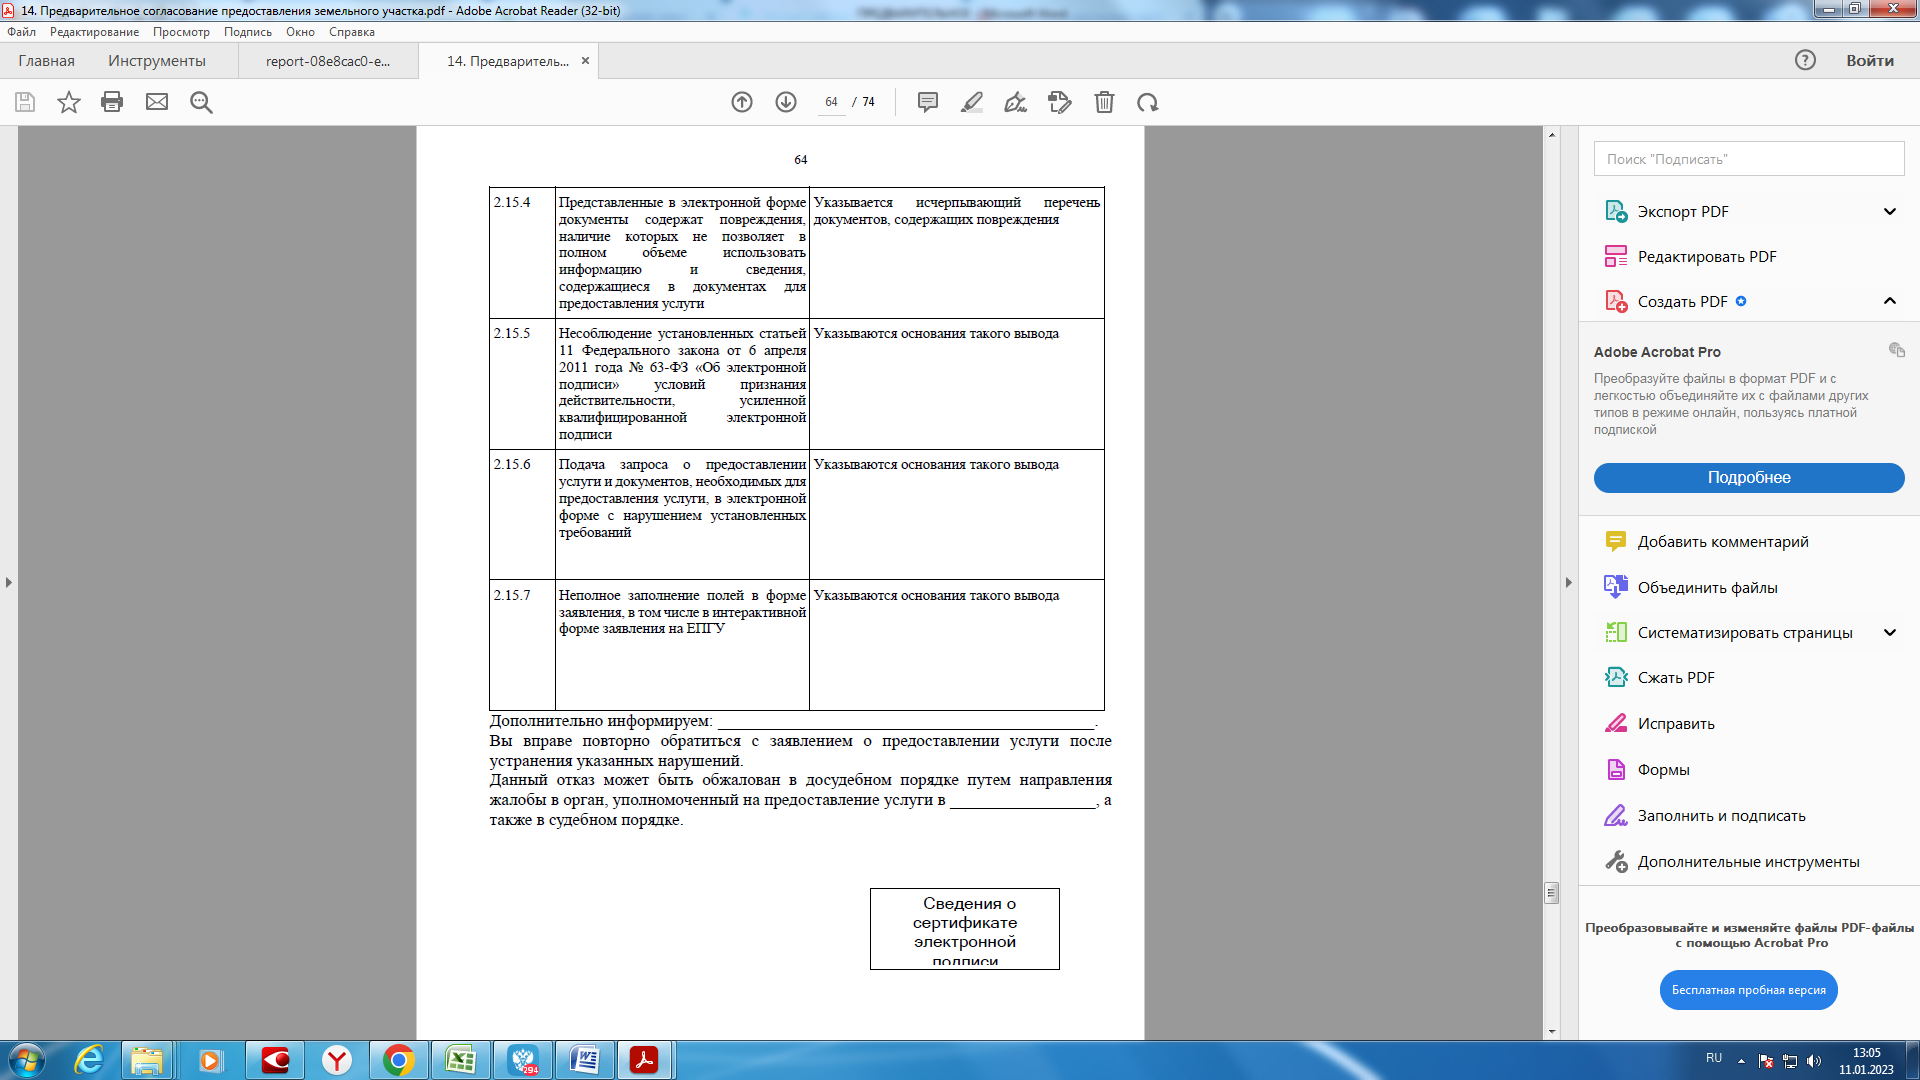 14. Предварительное согласование предоставления земельного участка.pdf - Adobe Acrobat Reader (32-bit)
Файл Редактирование Просмотр Подпись Окно Справка
Главная Инструменты report-08e8cac0-e... 14. Предваритель... × ? Войти
64 / 74
64
2.15.4
Представленные в электронной форме
документы содержат повреждения,
наличие которых не позволяет в
полном объеме использовать
информацию и сведения,
содержащиеся в документах для
предоставления услуги
Указывается исчерпывающий перечень
документов, содержащих повреждения
2.15.5
Несоблюдение установленных статьей
11 Федерального закона от 6 апреля
2011 года № 63-ФЗ «Об электронной
подписи» условий признания
действительности, усиленной
квалифицированной электронной
подписи
Указываются основания такого вывода
2.15.6
Подача запроса о предоставлении
услуги и документов, необходимых для
предоставления услуги, в электронной
форме с нарушением установленных
требований
Указываются основания такого вывода
2.15.7
Неполное заполнение полей в форме
заявления, в том числе в интерактивной
форме заявления на ЕПГУ
Указываются основания такого вывода
Дополнительно информируем: ______________________________________________.
Вы вправе повторно обратиться с заявлением о предоставлении услуги после
устранения указанных нарушений.
Данный отказ может быть обжалован в досудебном порядке путем направления
жалобы в орган, уполномоченный на предоставление услуги в __________________, а
также в судебном порядке.
Сведения о
сертификате
электронной
подписи
Поиск "Подписать"
Экспорт PDF
Редактировать PDF
Создать PDF
Adobe Acrobat Pro
Преобразуйте файлы в формат PDF и с
легкостью объединяйте их с файлами других
типов в режиме онлайн, пользуясь платной
подпиской
Подробнее
Добавить комментарий
Объединить файлы
Систематизировать страницы
Сжать PDF
Исправить
Формы
Заполнить и подписать
Дополнительные инструменты
Преобразовывайте и изменяйте файлы PDF-файлы
с помощью Acrobat Pro
Бесплатная пробная версия
294
RU
13:05
11.01.2023